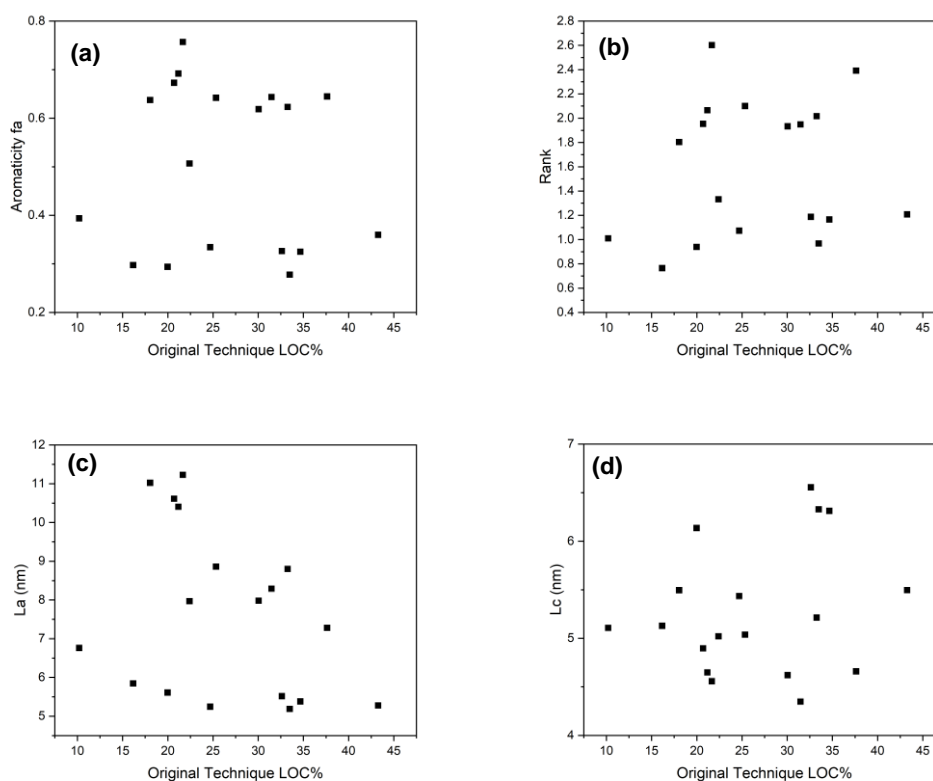 (a)
0.8
0.6
0.4
0.2
Aromaticity fa
10 15 20 25 30 35 40 45
Original Technique LOC%
(b)
2.8
2.6
2.4
2.2
2.0
1.8
1.6
1.4
1.2
1.0
0.8
0.6
0.4
Rank
10 15 20 25 30 35 40 45
Original Technique LOC%
(c)
12
11
10
9
8
7
6
5
La (nm)
10 15 20 25 30 35 40 45
Original Technique LOC%
(d)
7
6
5
4
Lc (nm)
10 15 20 25 30 35 40 45
Original Technique LOC%